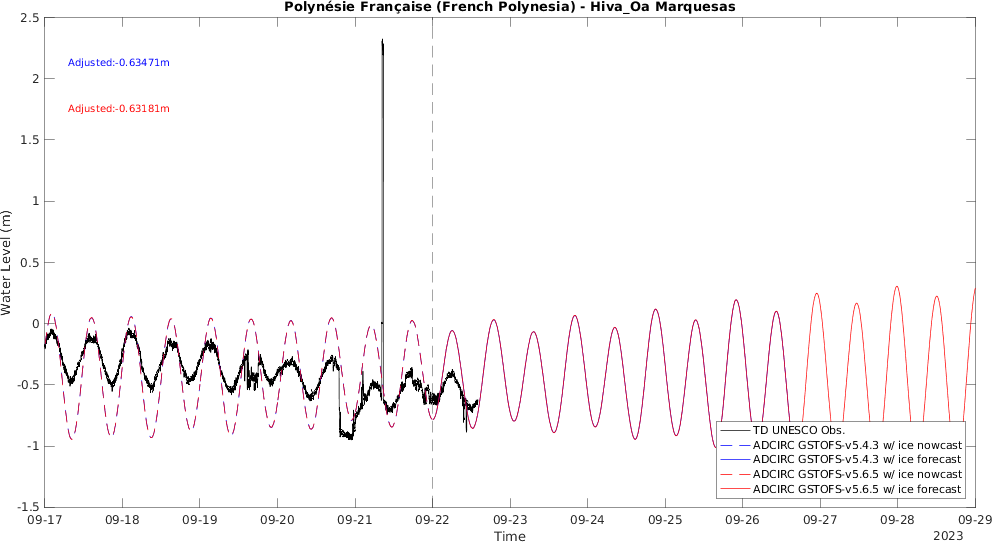 Polynésie Française (French Polynesia) - Hiva_Oa Marquesas
2.5
2
1.5
1
0.5
0
-0.5
-1
-1.5
Water Level (m)
Adjusted:-0.63471m
Adjusted:-0.63181m
TD UNESCO Obs.
ADCIRC GSTOFS-v5.4.3 w/ ice nowcast
ADCIRC GSTOFS-v5.4.3 w/ ice forecast
ADCIRC GSTOFS-v5.6.5 w/ ice nowcast
ADCIRC GSTOFS-v5.6.5 w/ ice forecast
09-17 09-18 09-19 09-20 09-21 09-22 09-23 09-24 09-25 09-26 09-27 09-28 09-29
Time
2023